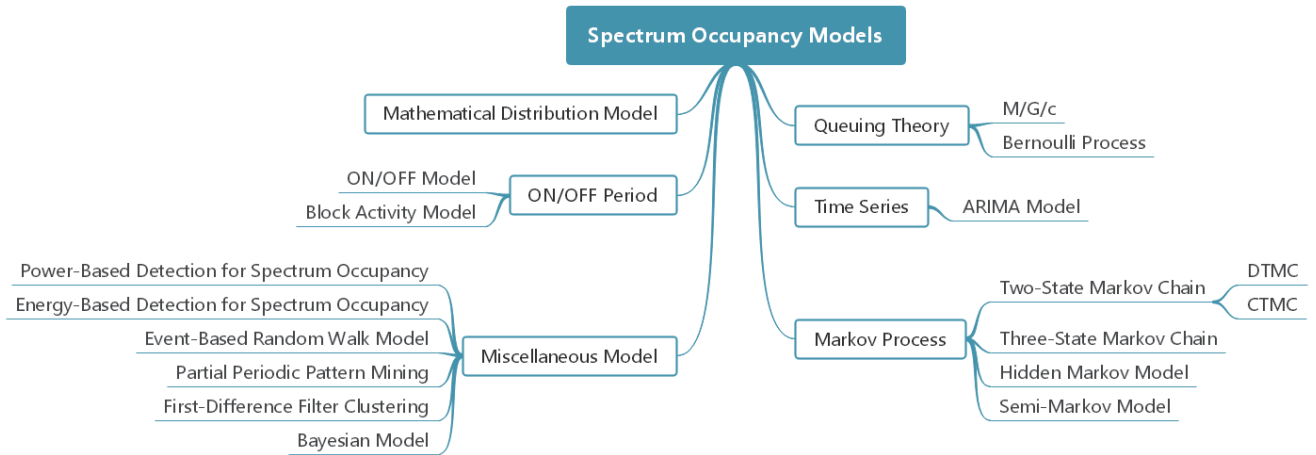 Spectrum Occupancy Models
Mathematical Distribution Model
ON/OFF Period
ON/OFF Model
Block Activity Model
Miscellaneous Model
Power-Based Detection for Spectrum Occupancy
Energy-Based Detection for Spectrum Occupancy
Event-Based Random Walk Model
Partial Periodic Pattern Mining
First-Difference Filter Clustering
Bayesian Model
Queuing Theory
M/G/c
Bernoulli Process
Time Series
ARIMA Model
Markov Process
Two-State Markov Chain
DTMC
CTMC
Three-State Markov Chain
Hidden Markov Model
Semi-Markov Model